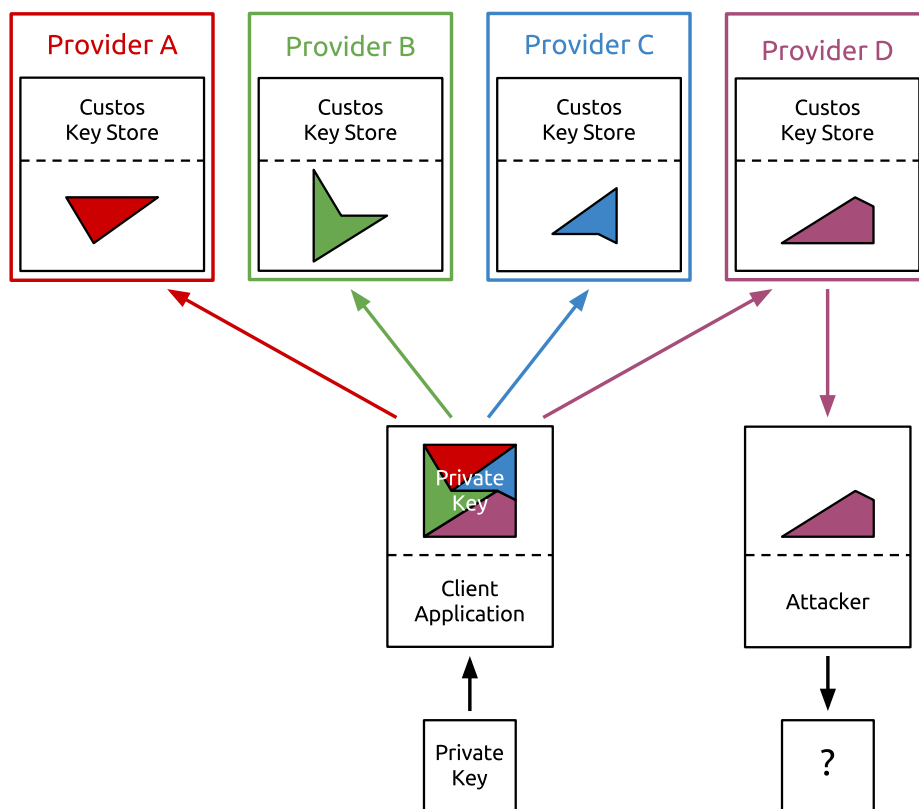 Provider A
Provider B
Provider C
Provider D
Custos
Key Store
Custos
Key Store
Custos
Key Store
Custos
Key Store
Private
Key
Client
Application
Attacker
Private
Key
?